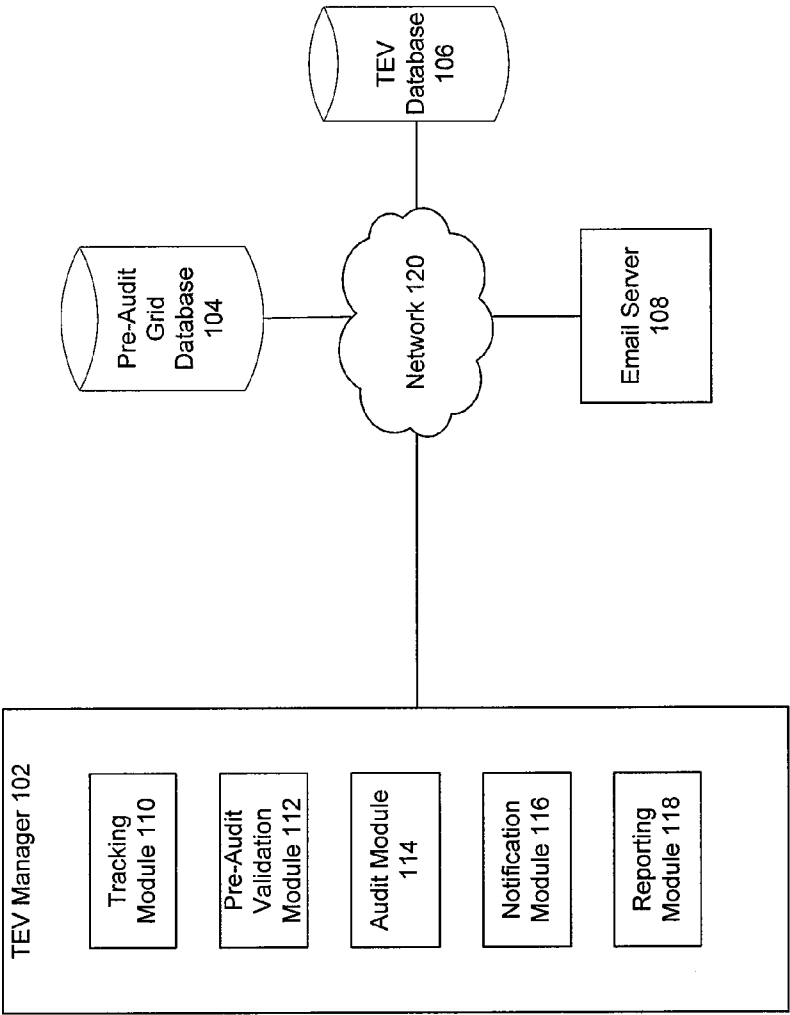 TEV Manager 102
Tracking
Module 110
Pre-Audit
Validation
Module 112
Audit Module
114
Notification
Module 116
Reporting
Module 118
Pre-Audit
Grid
Database
104
Network 120
Email Server
108
TEV
Database
106